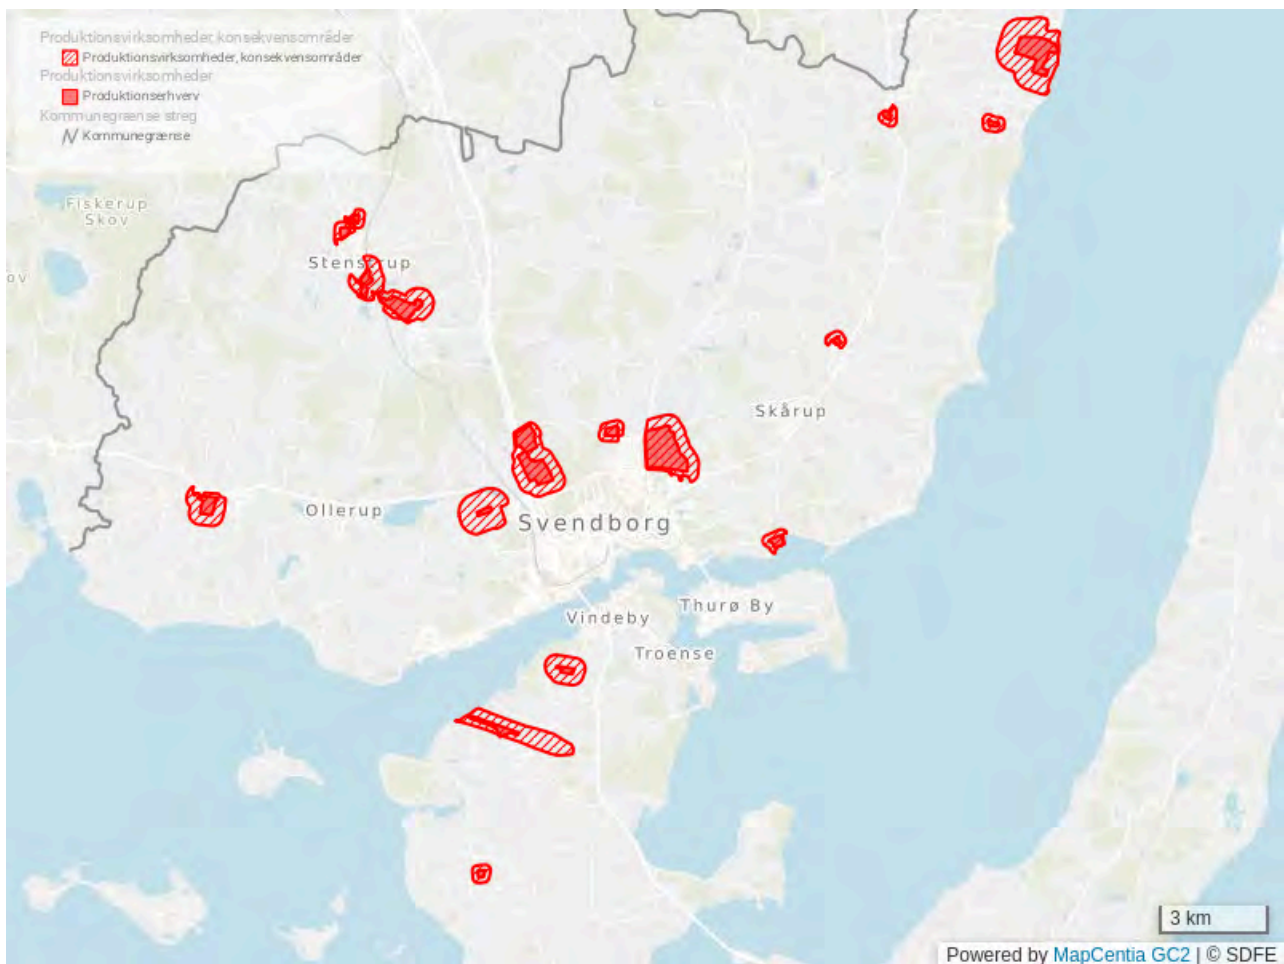 Produktionsvirksomheder, konsekvensområder
Produktionsvirksomheder, konsekvensområder
Produktionsvirksomheder
Produktionserhverv
Kommunegrænse streg
Kommunegrænse
Fiskerup
Skov
ov
Stenstrup
Skårup
Ollerup
Svendborg
Vindeby
Thurø By
Troense
3 km
Powered by MapCentia GC2 | © SDFE